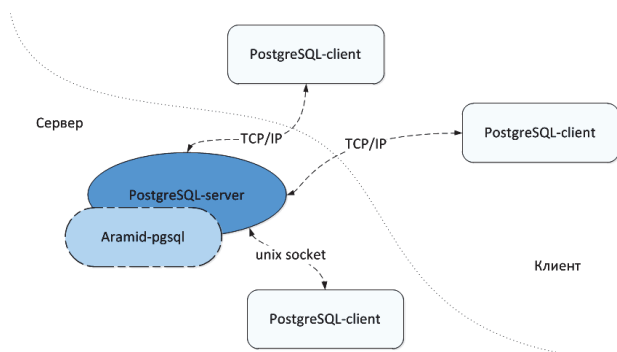 PostgreSQL-client
Сервер
TCP/IP
TCP/IP
PostgreSQL-client
PostgreSQL-server
Aramid-pgsql
unix socket
Клиент
PostgreSQL-client